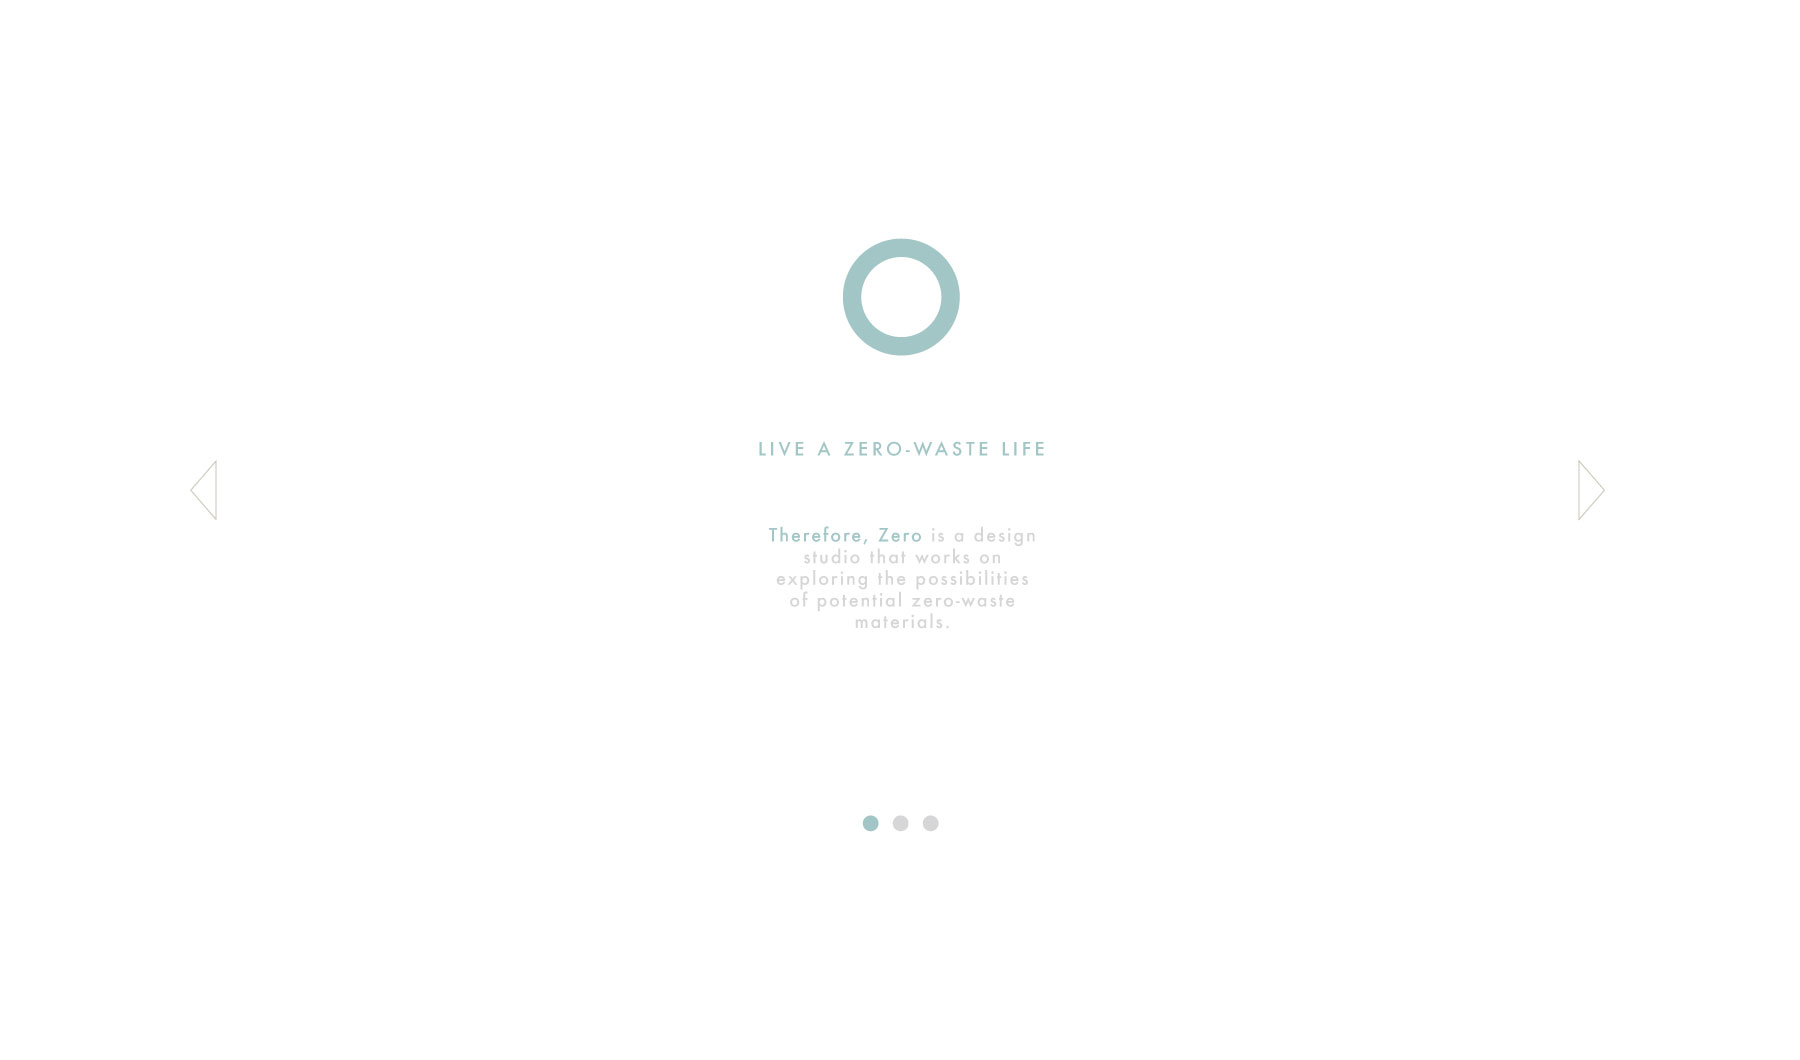 LIVE A ZERO-WASTE LIFE
Therefore, Zero is a design
studio that works on
exploring the possibilities
of potential zero-waste
materials.